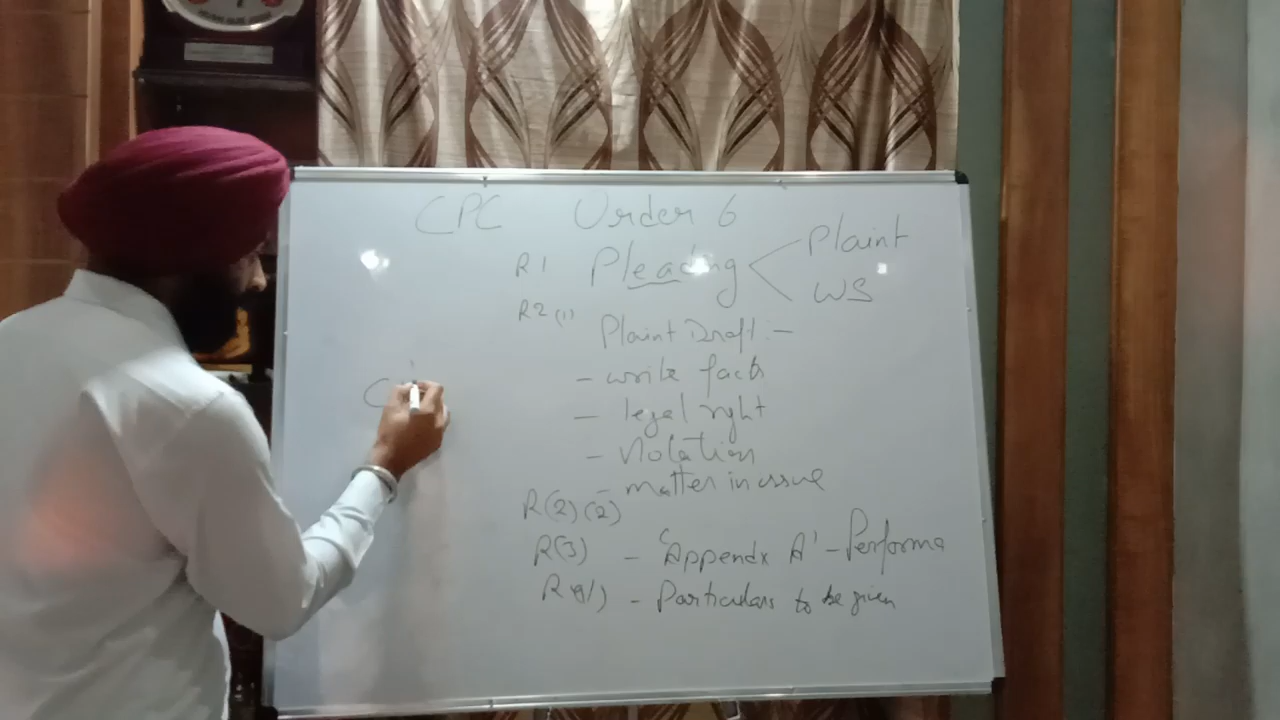 CPC Order 6
R1 Pleading Plaint
WS
R2 (1)
Plaint Draft :-
- write facts
- legal right
- Violation
- matter in issue
R(2) (2)
R(3) - 'Appendx A' - Performa
R(4) - Particulars to be given
C